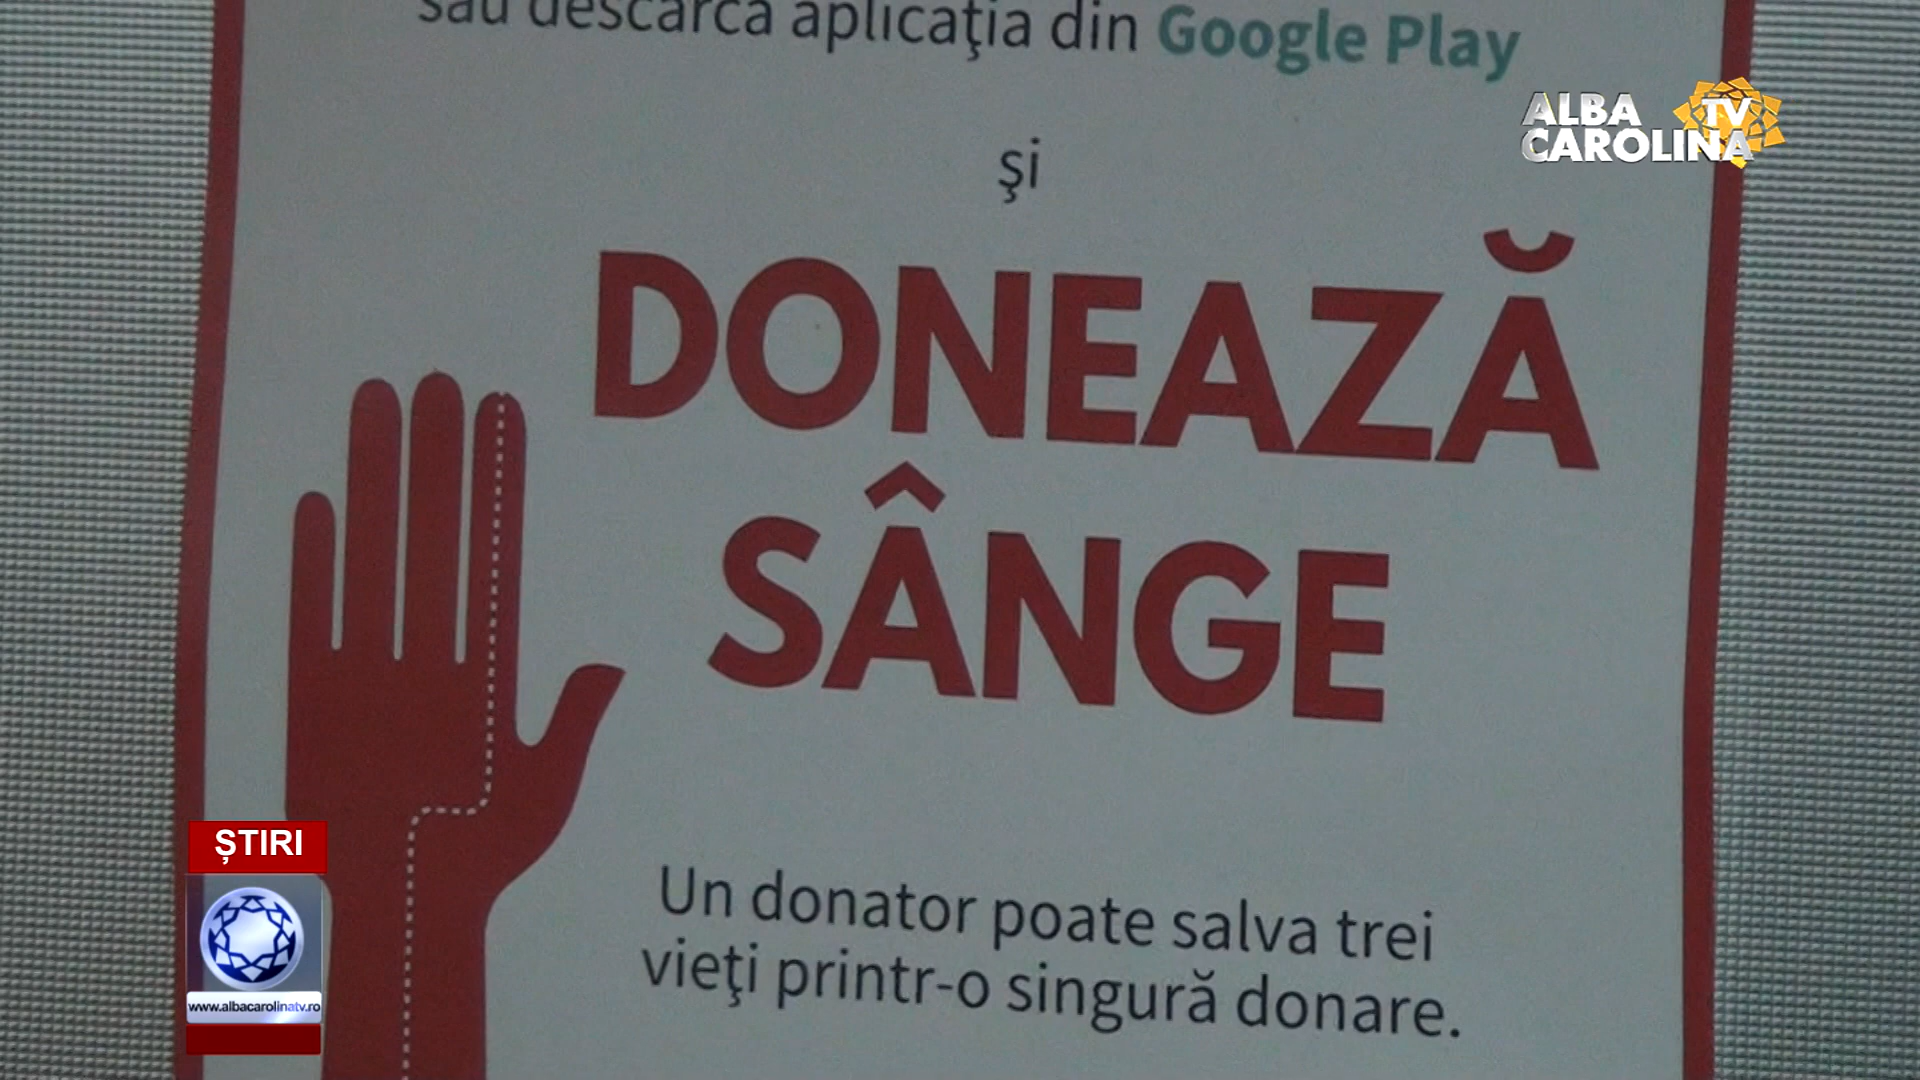 sau descarcă aplicaţia din Google Play
şi
DONEAZĂ
SÂNGE
Un donator poate salva trei
vieţi printr-o singură donare.
ALBA TV
CAROLINA
ȘTIRI
www.albacarolinatv.ro